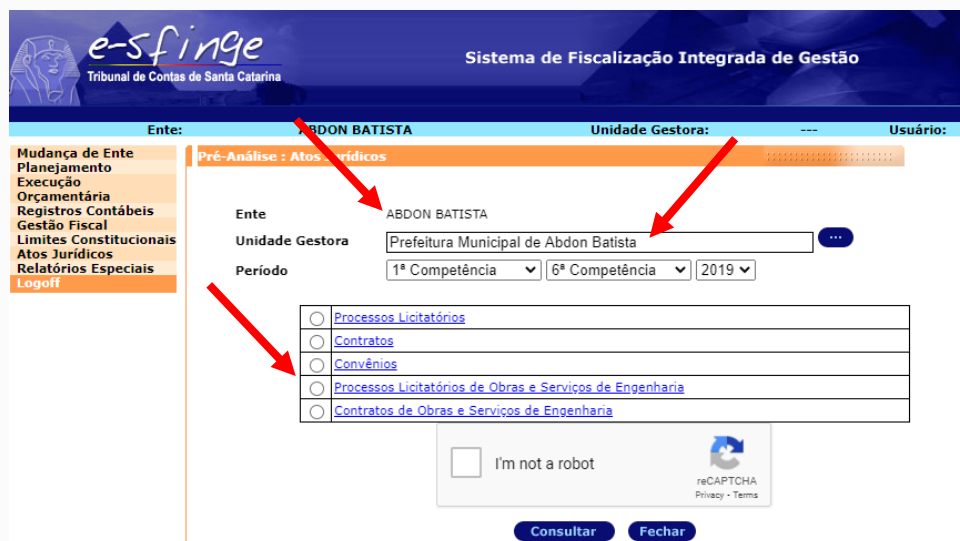 e-sfinge
Tribunal de Contas de Santa Catarina
Sistema de Fiscalização Integrada de Gestão
Ente: ABDON BATISTA Unidade Gestora: --- Usuário:
Mudança de Ente
Planejamento
Execução
Orçamentária
Registros Contábeis
Gestão Fiscal
Limites Constitucionais
Atos Jurídicos
Relatórios Especiais
Logoff
Pré-Análise : Atos Jurídicos
Ente ABDON BATISTA
Unidade Gestora Prefeitura Municipal de Abdon Batista ...
Período 1ª Competência 6ª Competência 2019
Processos Licitatórios
Contratos
Convênios
Processos Licitatórios de Obras e Serviços de Engenharia
Contratos de Obras e Serviços de Engenharia
I'm not a robot
reCAPTCHA
Privacy - Terms
Consultar Fechar